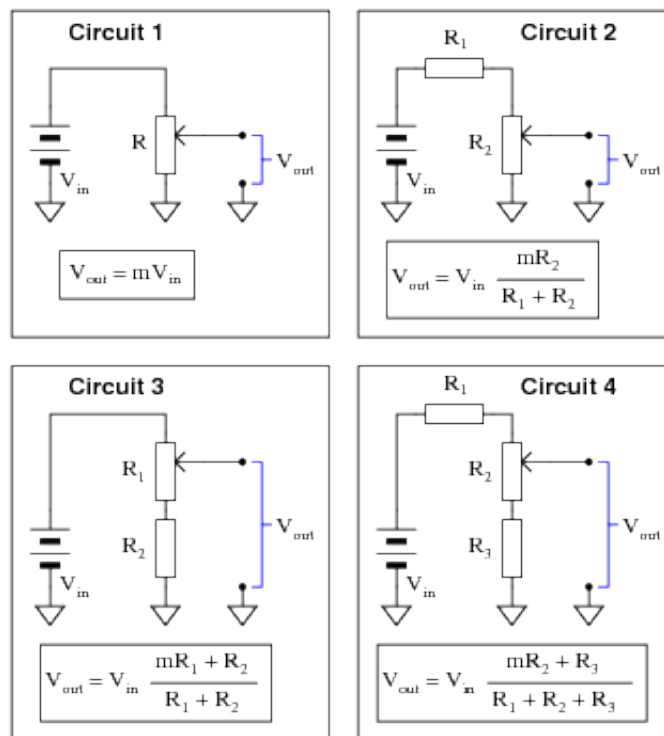 Circuit 1
R
V_in
V_out
V_out = mV_in
Circuit 2
R_1
R_2
V_in
V_out
V_out = V_in mR_2 / (R_1 + R_2)
Circuit 3
R_1
R_2
V_in
V_out
V_out = V_in (mR_1 + R_2) / (R_1 + R_2)
Circuit 4
R_1
R_2
R_3
V_in
V_out
V_out = V_in (mR_2 + R_3) / (R_1 + R_2 + R_3)